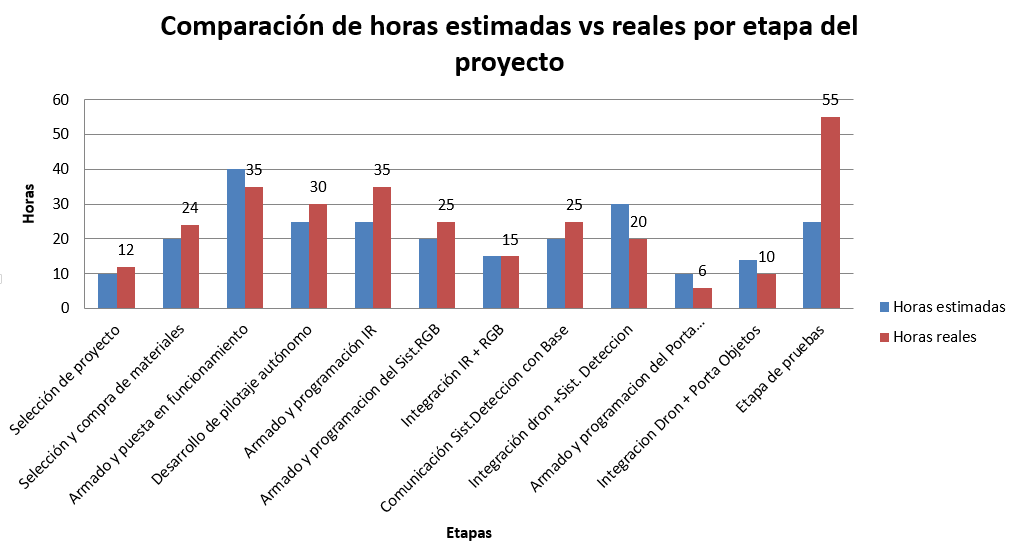 Comparación de horas estimadas vs reales por etapa del
proyecto
Horas
60
50
40
30
20
10
0
12
24
35
30
35
25
15
25
20
6
10
55
Selección de proyecto
Selección y compra de materiales
Armado y puesta en funcionamiento
Desarrollo de pilotaje autónomo
Armado y programación IR
Armado y programacion del Sist.RGB
Integración IR + RGB
Comunicación Sist.Deteccion con Base
Integración dron +Sist. Deteccion
Armado y programacion del Porta...
Integracion Dron + Porta Objetos
Etapa de pruebas
Etapas
Horas estimadas
Horas reales